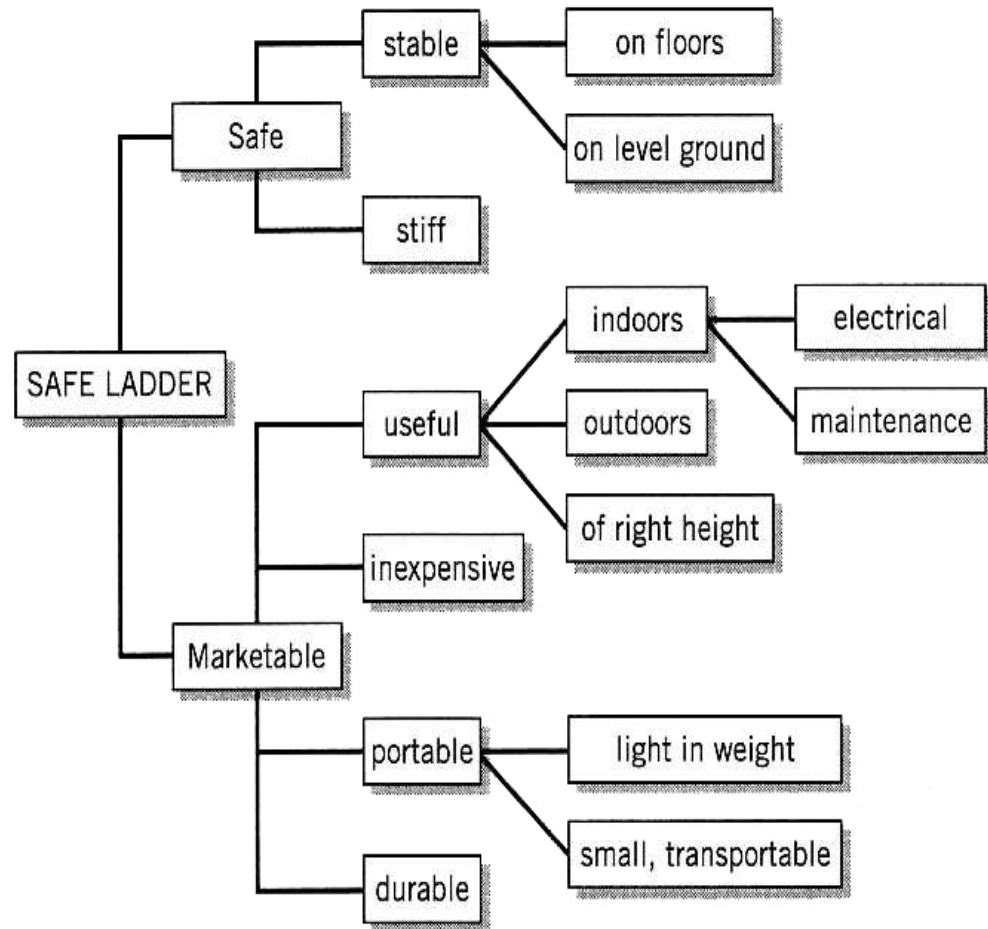 stable
on floors
Safe
on level ground
stiff
indoors
electrical
SAFE LADDER
useful
outdoors
maintenance
of right height
inexpensive
Marketable
portable
light in weight
small, transportable
durable